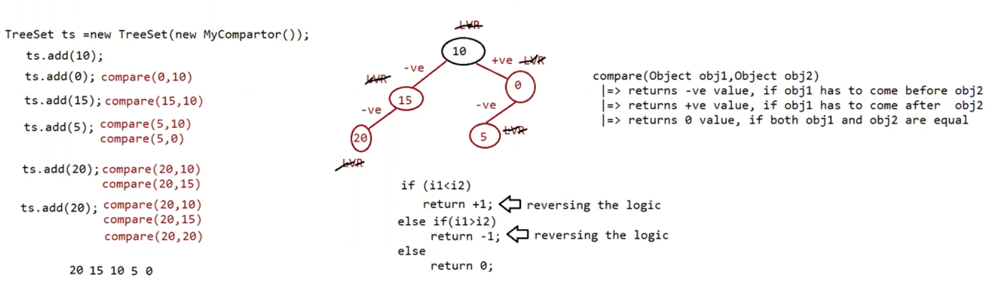 TreeSet ts =new TreeSet(new MyCompartor());
ts.add(10);
ts.add(0); compare(0,10)
ts.add(15); compare(15,10)
ts.add(5); compare(5,10)
compare(5,0)
ts.add(20); compare(20,10)
compare(20,15)
ts.add(20); compare(20,10)
compare(20,15)
compare(20,20)
20 15 10 5 0
LVR
10
-ve
+ve LVR
LVR
0
15
-ve
-ve
20
5 LVR
LVR
if (i1<i2)
return +1; reversing the logic
else if(i1>i2)
return -1; reversing the logic
else
return 0;
compare(Object obj1,Object obj2)
|=> returns -ve value, if obj1 has to come before obj2
|=> returns +ve value, if obj1 has to come after obj2
|=> returns 0 value, if both obj1 and obj2 are equal